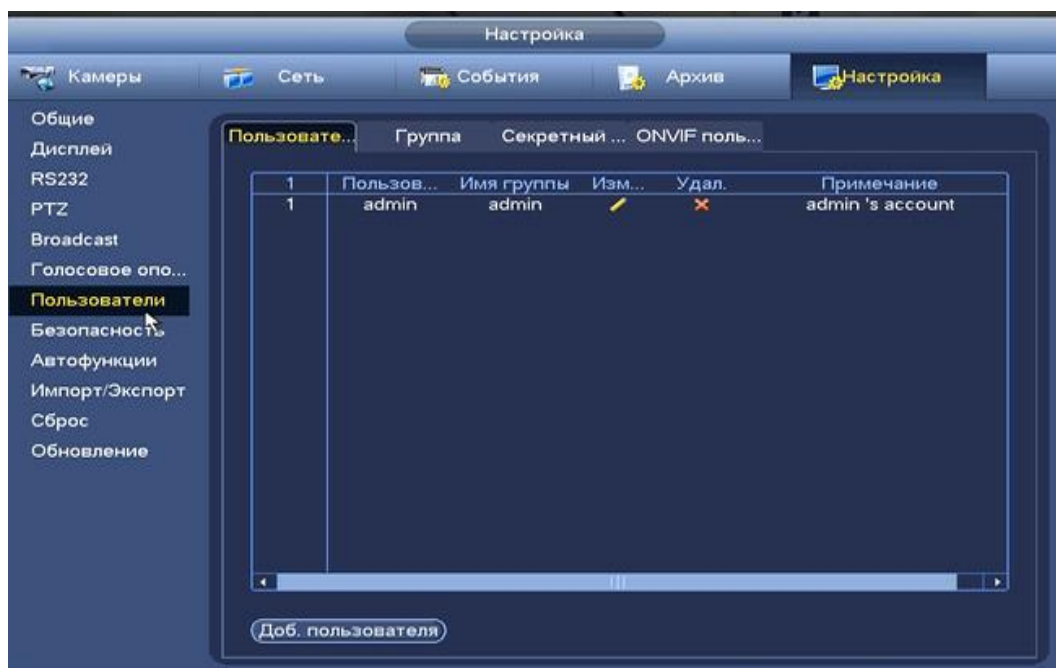 Настройка
Камеры Сеть События Архив Настройка
Общие
Дисплей
RS232
PTZ
Broadcast
Голосовое опо...
Пользователи
Безопасность
Автофункции
Импорт/Экспорт
Сброс
Обновление
Пользовате... Группа Секретный ... ONVIF поль...
1 Пользов... Имя группы Изм... Удал. Примечание
1 admin admin admin 's account
Доб. пользователя